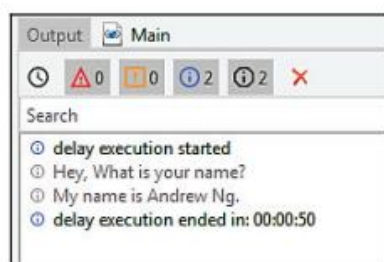 Output Main
0 0 2 2
Search
delay execution started
Hey, What is your name?
My name is Andrew Ng.
delay execution ended in: 00:00:50